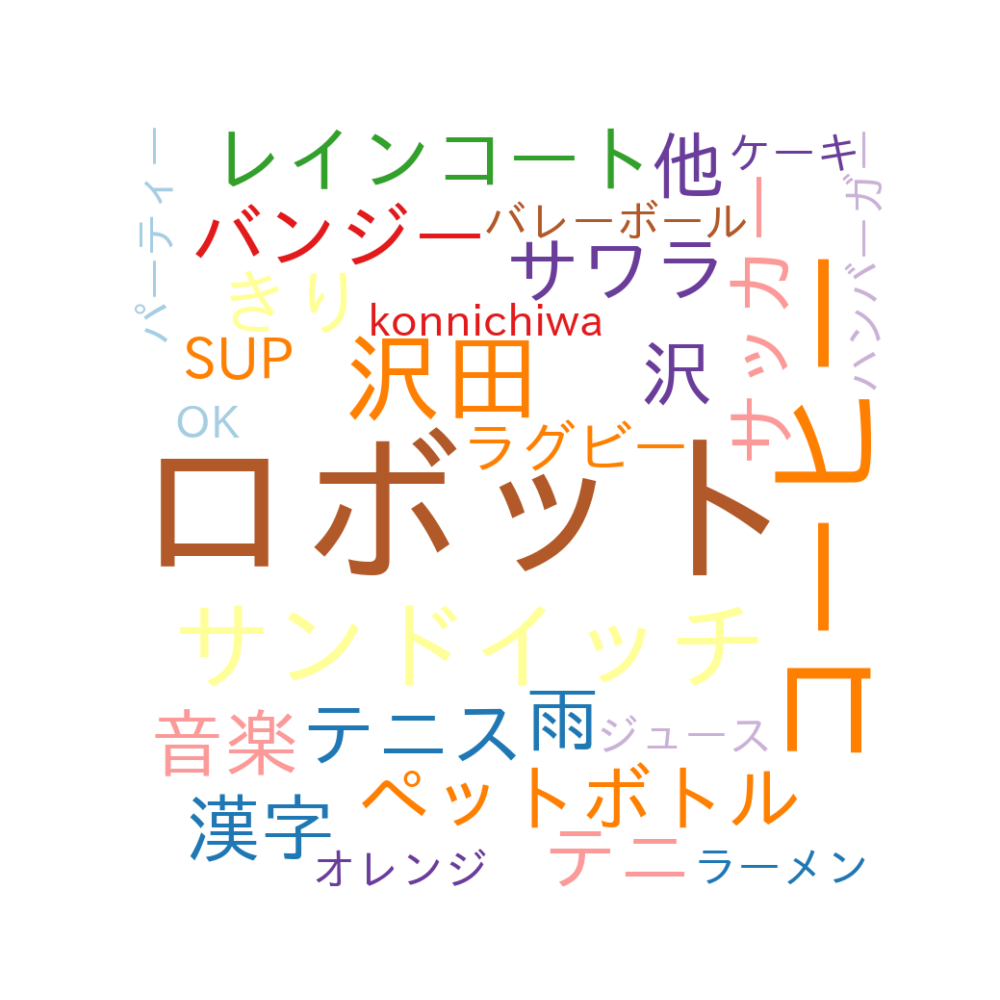 レインコート
他
ケーキ
パーティー
バンジー
バレーボール
サワラ
サッカー
ハンバーガー
きり
konnichiwa
SUP
沢田
沢
OK
ラグビー
コーヒー
ロボット
サンドイッチ
音楽
テニス
雨
ジュース
ペットボトル
漢字
オレンジ
テニ
ラーメン